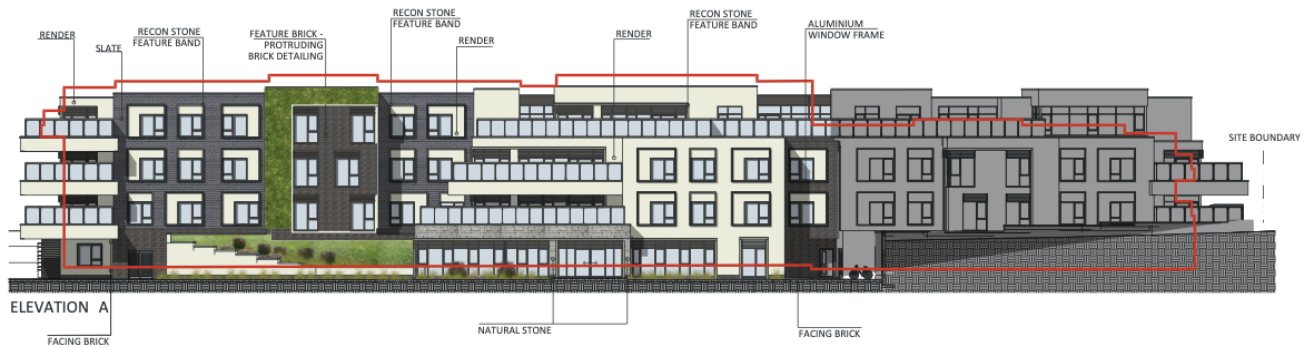 RENDER
SLATE
RECON STONE
FEATURE BAND
FEATURE BRICK -
PROTRUDING
BRICK DETAILING
RECON STONE
FEATURE BAND
RENDER
RENDER
RECON STONE
FEATURE BAND
ALUMINIUM
WINDOW FRAME
SITE BOUNDARY
ELEVATION A
FACING BRICK
NATURAL STONE
FACING BRICK